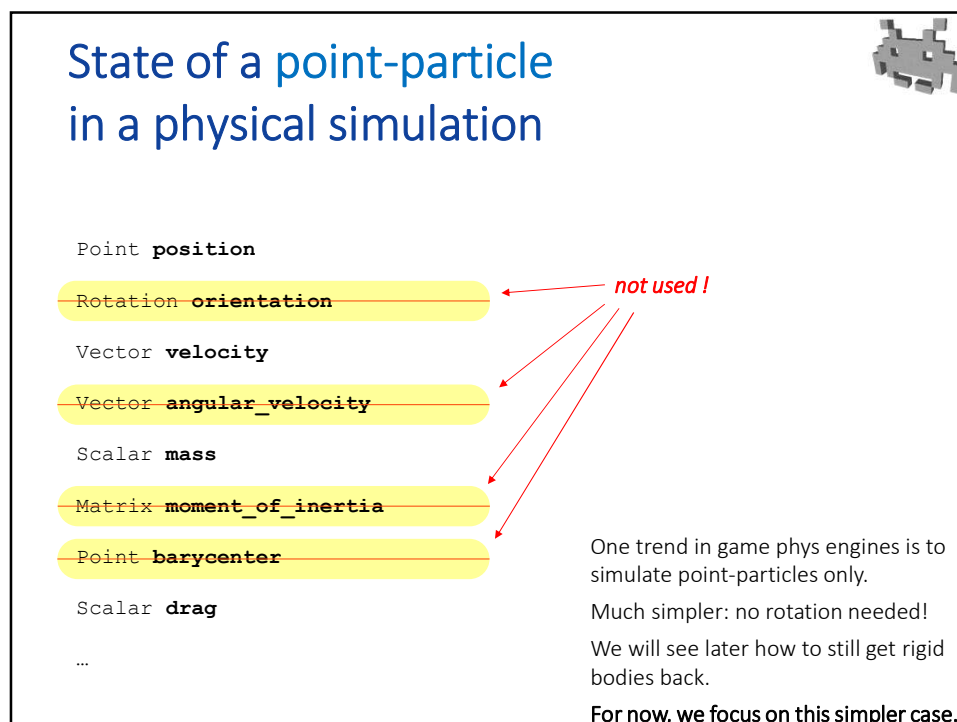 State of a point-particle
in a physical simulation
Point position
Rotation orientation
not used !
Vector velocity
Vector angular_velocity
Scalar mass
Matrix moment_of_inertia
Point barycenter
Scalar drag
…
One trend in game phys engines is to
simulate point-particles only.
Much simpler: no rotation needed!
We will see later how to still get rigid
bodies back.
For now, we focus on this simpler case.